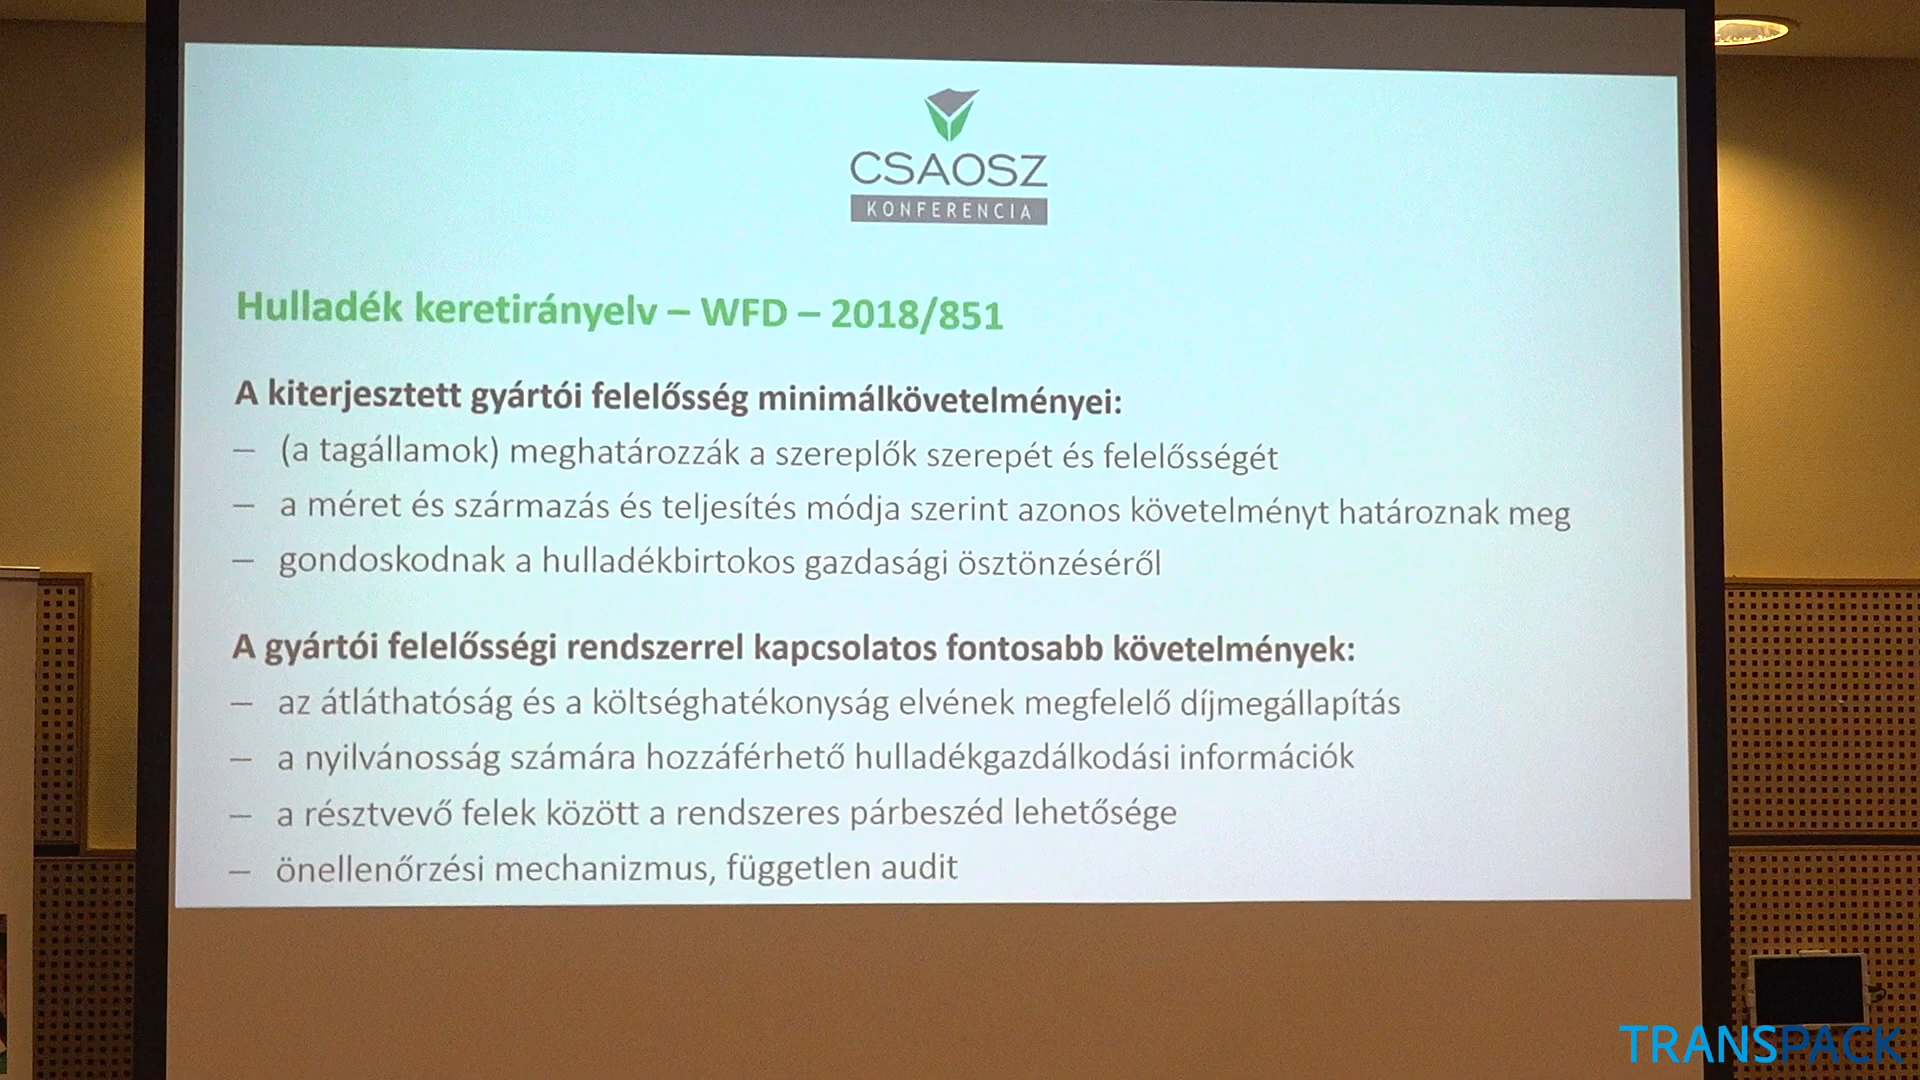 CSAOSZ
KONFERENCIA
Hulladék keretirányelv – WFD – 2018/851
A kiterjesztett gyártói felelősség minimálkövetelményei:
– (a tagállamok) meghatározzák a szereplők szerepét és felelősségét
– a méret és származás és teljesítés módja szerint azonos követelményt határoznak meg
– gondoskodnak a hulladékbirtokos gazdasági ösztönzéséről
A gyártói felelősségi rendszerrel kapcsolatos fontosabb követelmények:
– az átláthatóság és a költséghatékonyság elvének megfelelő díjmegállapítás
– a nyilvánosság számára hozzáférhető hulladékgazdálkodási információk
– a résztvevő felek között a rendszeres párbeszéd lehetősége
– önellenőrzési mechanizmus, független audit
TRANSPACK